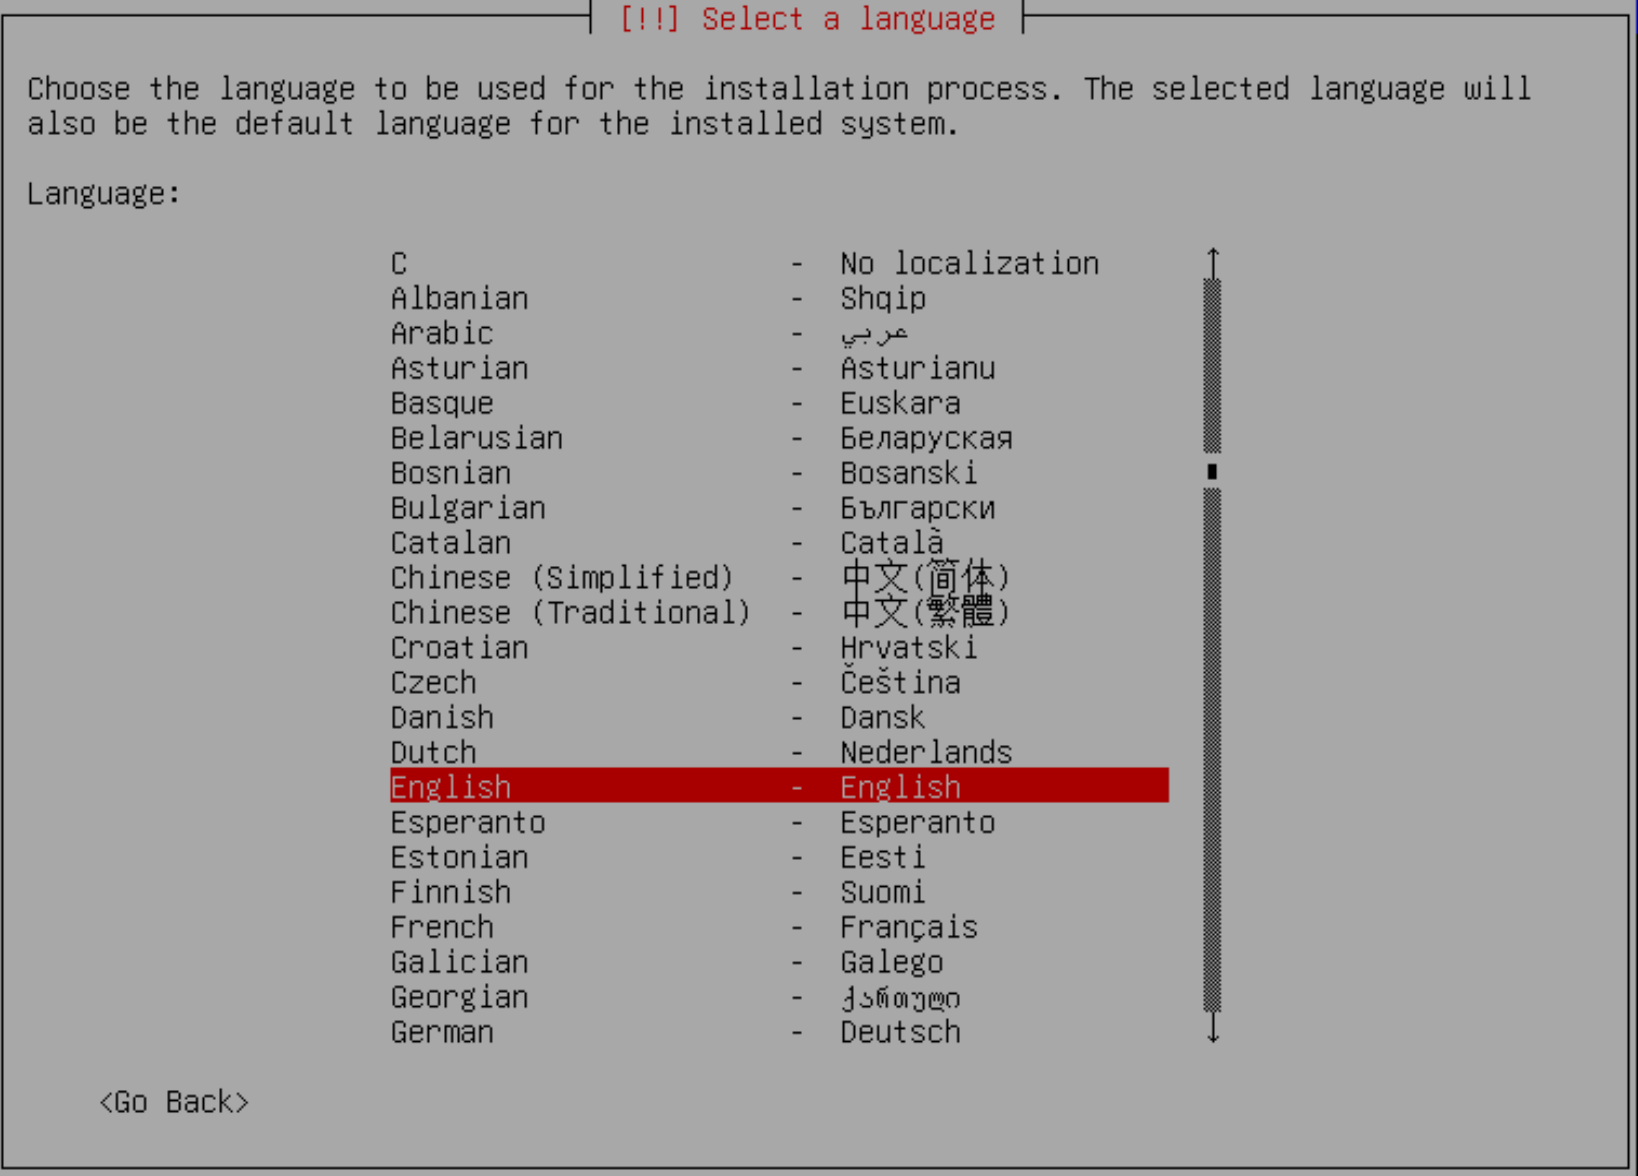 [!!] Select a language
Choose the language to be used for the installation process. The selected language will
also be the default language for the installed system.
Language:
C - No localization
Albanian - Shqip
Arabic - عربي
Asturian - Asturianu
Basque - Euskara
Belarusian - Беларуская
Bosnian - Bosanski
Bulgarian - Български
Catalan - Català
Chinese (Simplified) - 中文(简体)
Chinese (Traditional) - 中文(繁體)
Croatian - Hrvatski
Czech - Čeština
Danish - Dansk
Dutch - Nederlands
English - English
Esperanto - Esperanto
Estonian - Eesti
Finnish - Suomi
French - Français
Galician - Galego
Georgian - ქართული
German - Deutsch
<Go Back>